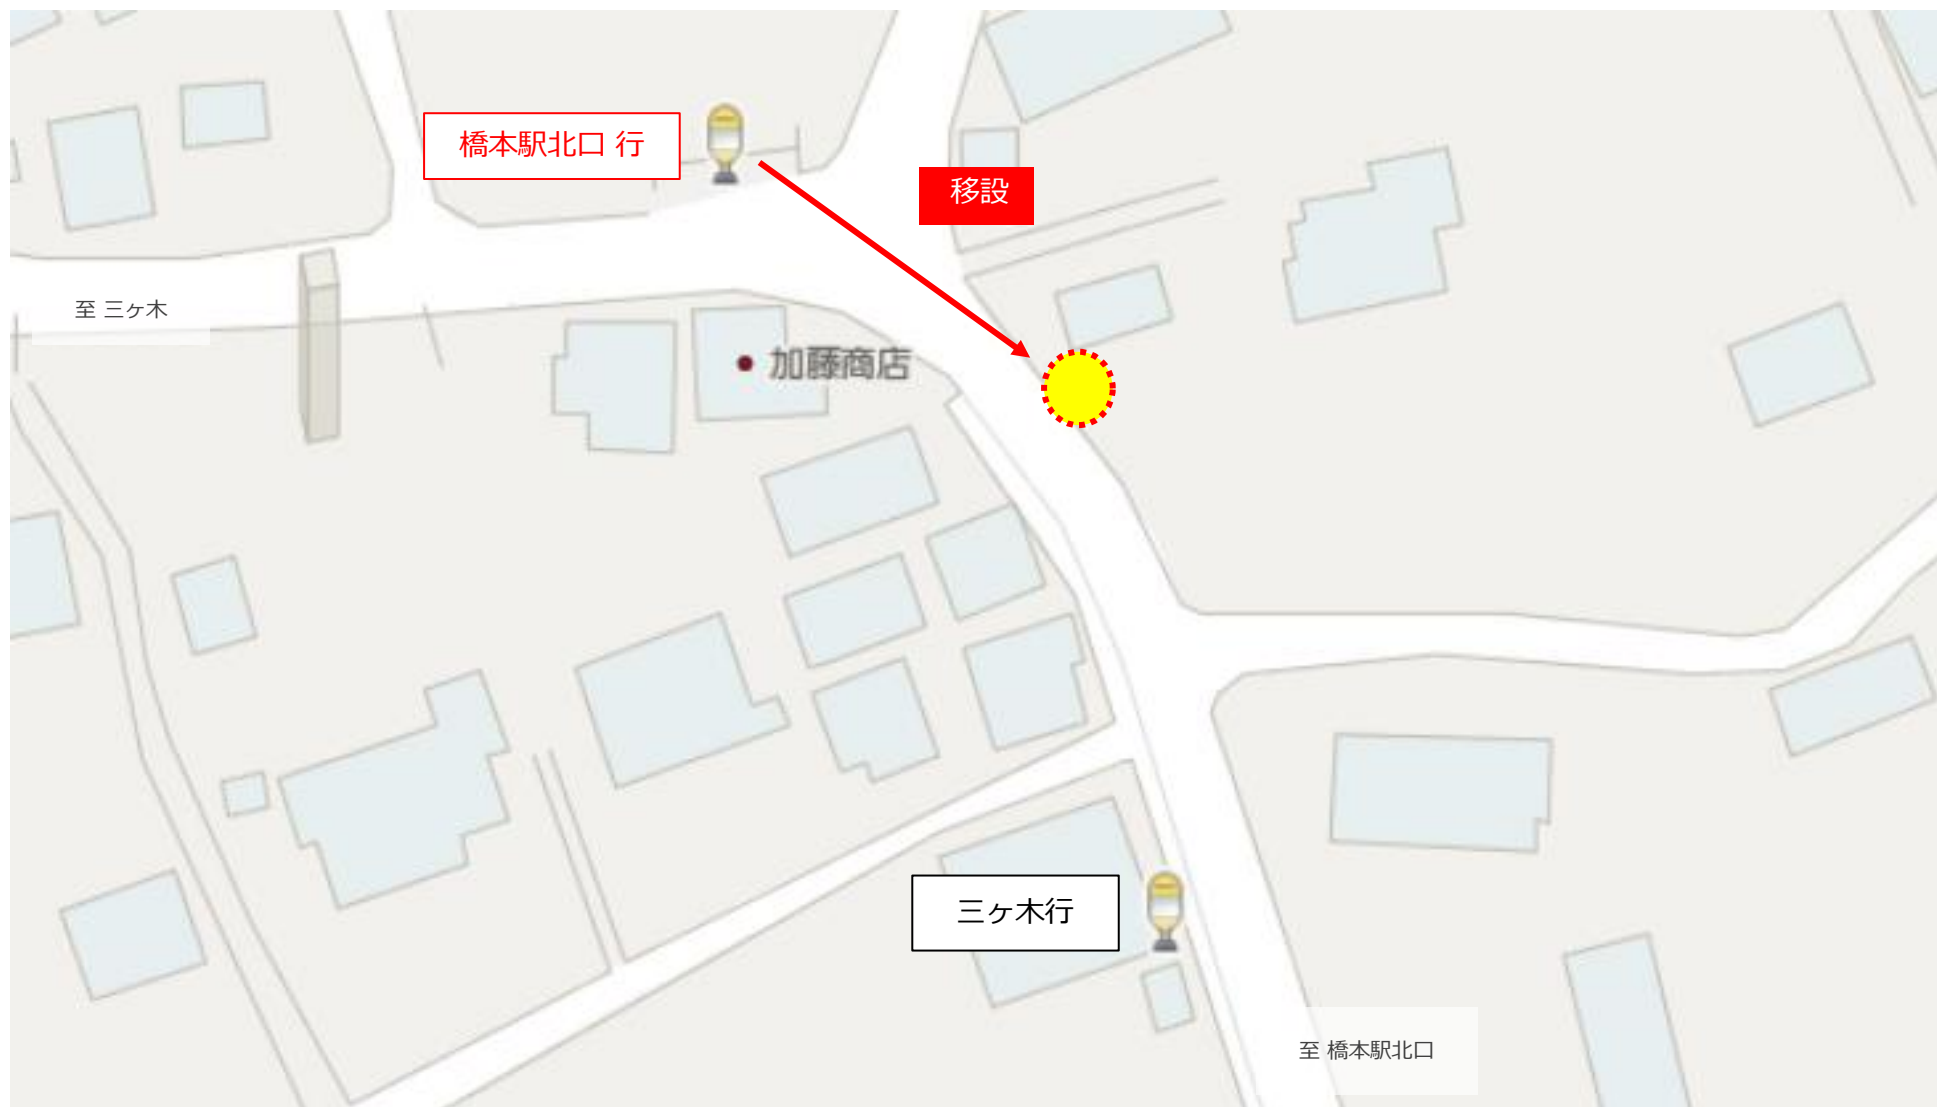 橋本駅北口 行
移設
至 三ヶ木
加藤商店
三ヶ木行
至 橋本駅北口